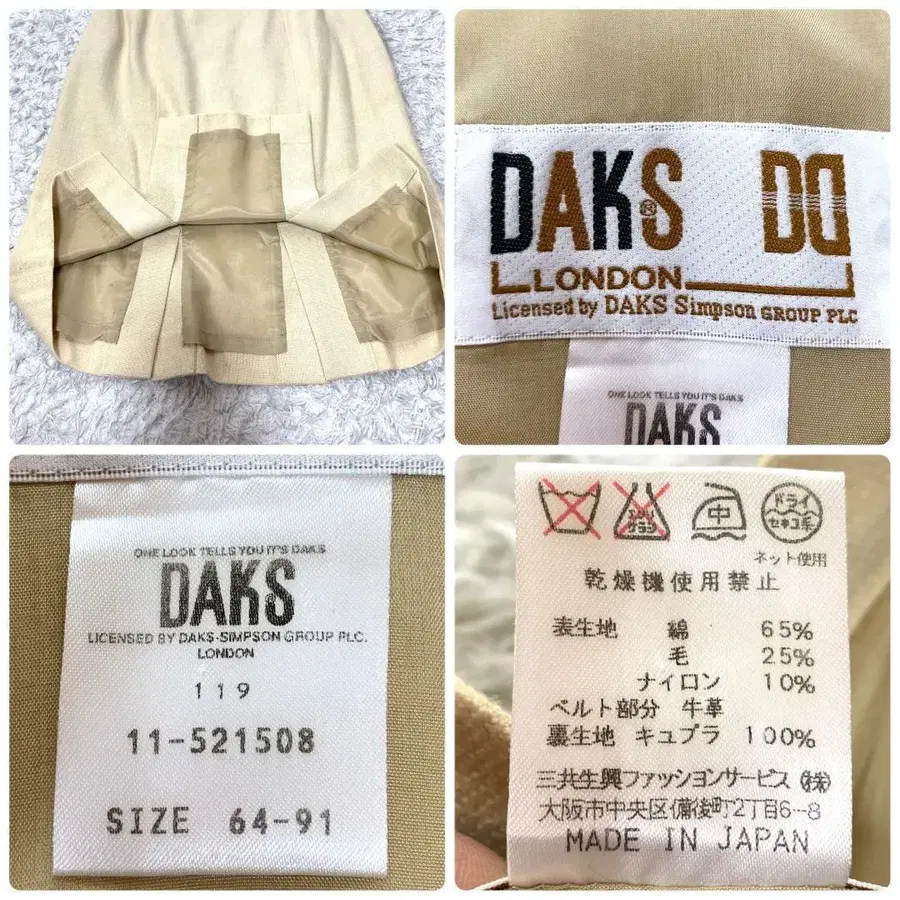 DAKS
LONDON
Licensed by DAKS Simpson GROUP PLC
ONE LOOK TELLS YOU IT'S DAKS
DAKS
ONE LOOK TELLS YOU IT'S DAKS
DAKS
LICENSED BY DAKS-SIMPSON GROUP PLC.
LONDON
119
11-521508
SIZE 64-91
エンソ サラシ 中 ドライ セキユ系
ネット使用
乾燥機使用禁止
表生地 綿 65%
毛 25%
ナイロン 10%
ベルト部分 牛革
裏生地 キュプラ 100%
三共生興ファッションサービス㈱
大阪市中央区備後町2丁目6-8
MADE IN JAPAN